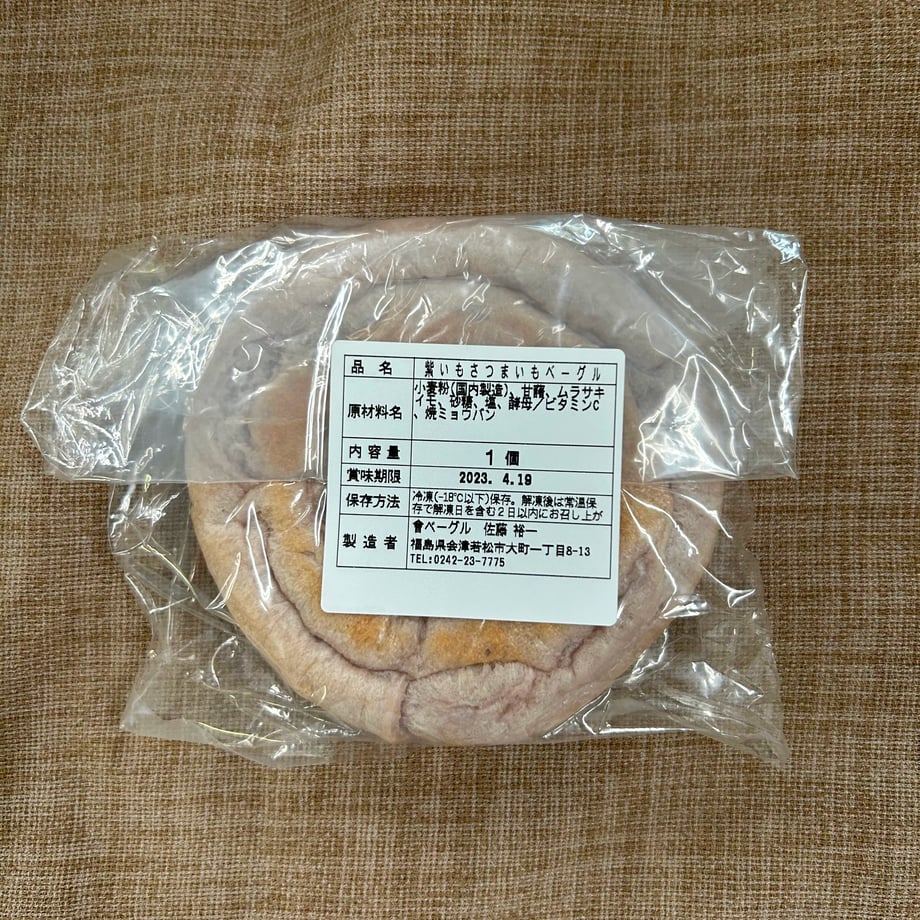 品名 紫いもさつまいもベーグル
原材料名 小麦粉(国内製造)、甘藷、ムラサキ
イモ、砂糖、塩、酵母／ビタミンC
、焼ミョウバン
内容量 1個
賞味期限 2023. 4.19
保存方法 冷凍(-18℃以下)保存。解凍後は常温保
存で解凍日を含む2日以内にお召し上が
製造者 會ベーグル 佐藤 裕一
福島県会津若松市大町一丁目8-13
TEL:0242-23-7775